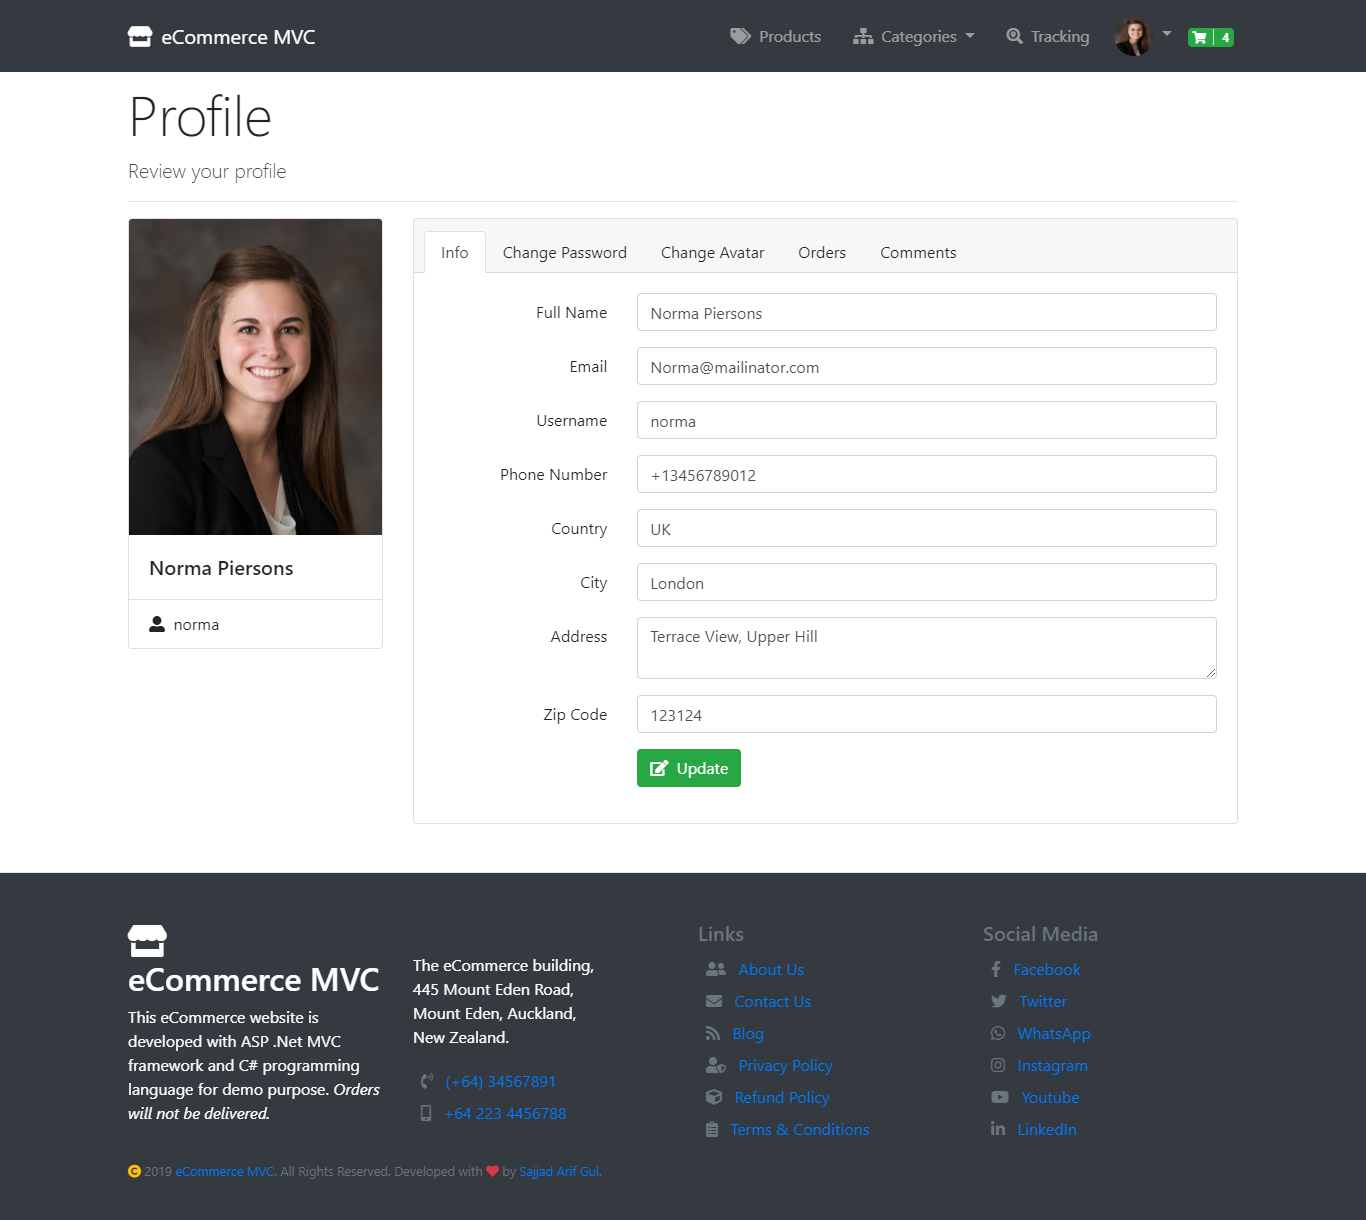 eCommerce MVC
Products
Categories
Tracking
4
Profile
Review your profile
Norma Piersons
norma
Info
Change Password
Change Avatar
Orders
Comments
Full Name
Norma Piersons
Email
Norma@mailinator.com
Username
norma
Phone Number
+13456789012
Country
UK
City
London
Address
Terrace View, Upper Hill
Zip Code
123124
Update
eCommerce MVC
This eCommerce website is
developed with ASP .Net MVC
framework and C# programming
language for demo purpose. Orders
will not be delivered.
The eCommerce building,
445 Mount Eden Road,
Mount Eden, Auckland,
New Zealand.
(+64) 34567891
+64 223 4456788
Links
About Us
Contact Us
Blog
Privacy Policy
Refund Policy
Terms & Conditions
Social Media
Facebook
Twitter
WhatsApp
Instagram
Youtube
LinkedIn
© 2019 eCommerce MVC. All Rights Reserved. Developed with ❤ by Sajjad Arif Gul.